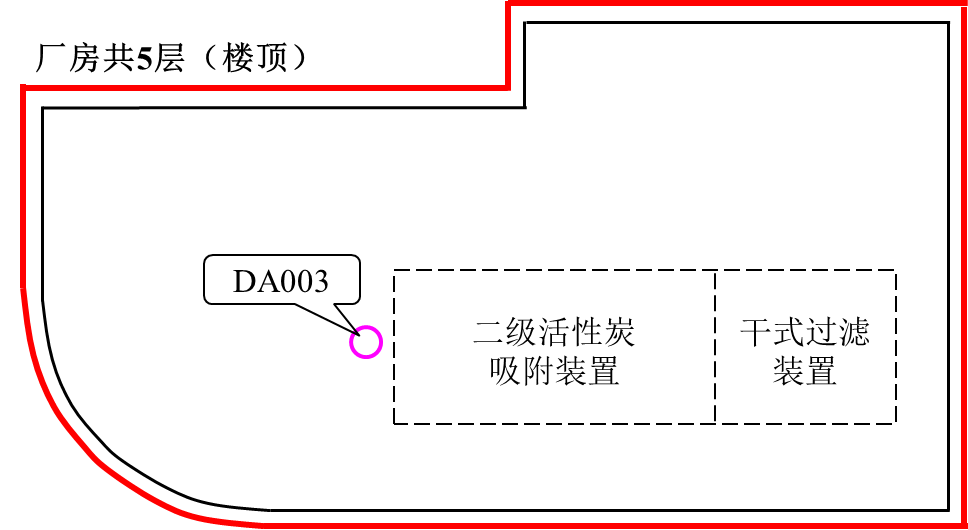 厂房共5层（楼顶）
DA003
二级活性炭
吸附装置
干式过滤
装置